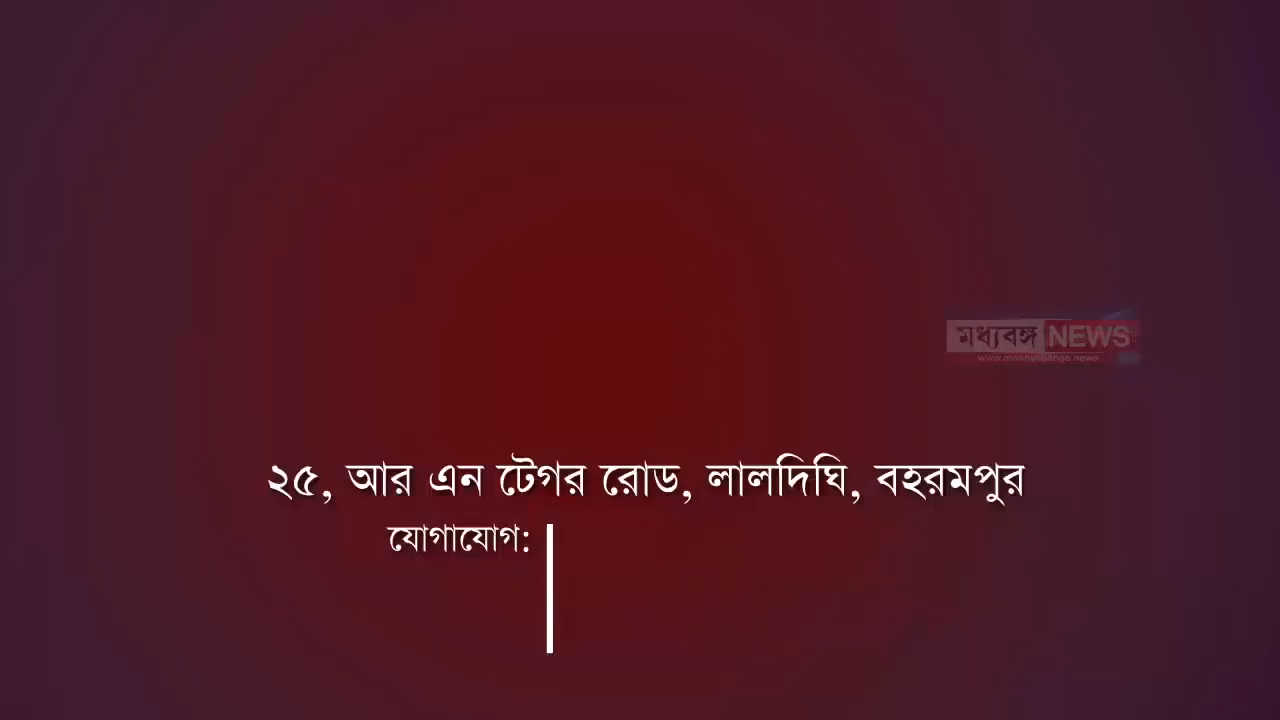 মধ্যবঙ্গ NEWS
২৫, আর এন টেগর রোড, লালদিঘি, বহরমপুর
যোগাযোগ: